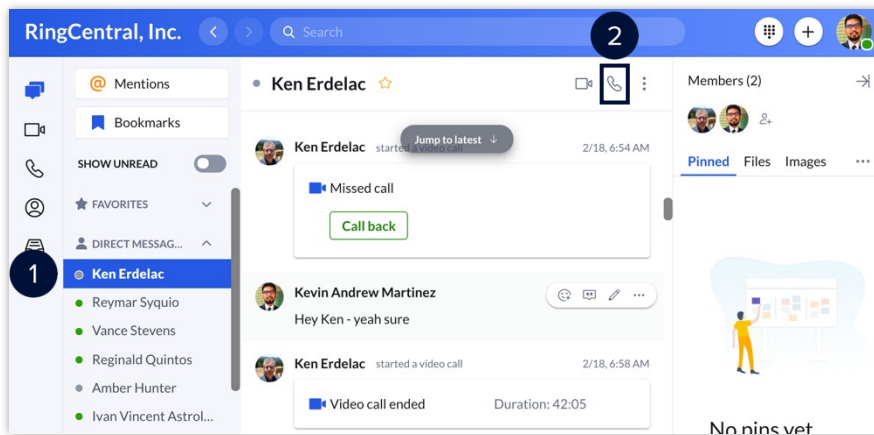 RingCentral, Inc.
Search
2
@ Mentions
Bookmarks
SHOW UNREAD
FAVORITES
DIRECT MESSAG...
1
Ken Erdelac
Reymar Syquio
Vance Stevens
Reginald Quintos
Amber Hunter
Ivan Vincent Astrol...
Ken Erdelac
Jump to latest ↓
Ken Erdelac started a video call 2/18, 6:54 AM
Missed call
Call back
Kevin Andrew Martinez
Hey Ken - yeah sure
Ken Erdelac started a video call 2/18, 6:58 AM
Video call ended Duration: 42:05
Members (2)
Pinned Files Images
No pins yet